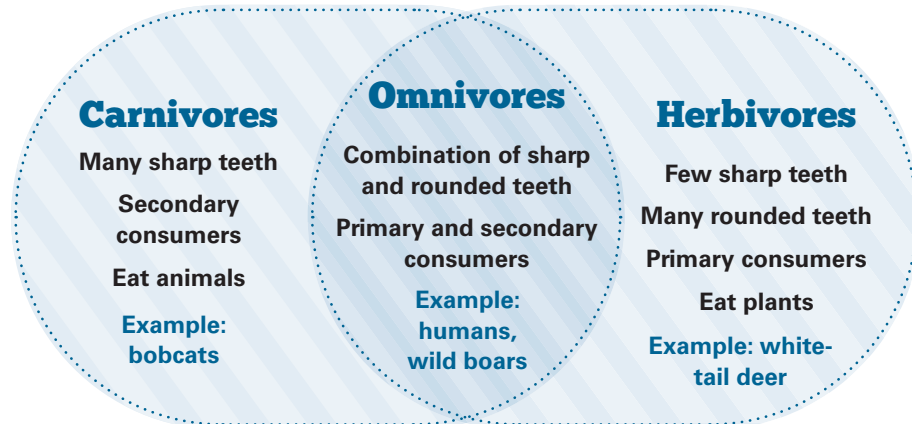 Carnivores
Many sharp teeth
Secondary
consumers
Eat animals
Example:
bobcats
Omnivores
Combination of sharp
and rounded teeth
Primary and secondary
consumers
Example:
humans,
wild boars
Herbivores
Few sharp teeth
Many rounded teeth
Primary consumers
Eat plants
Example: white-
tail deer